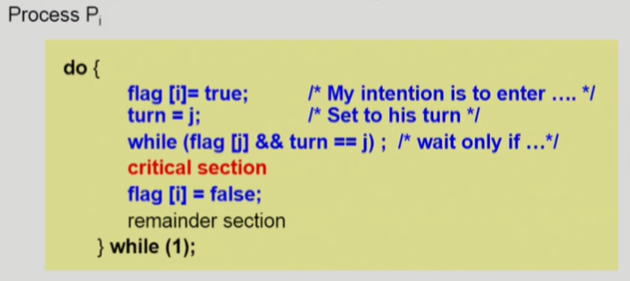 Process Pi
do {
flag [i]= true; /* My intention is to enter .... */
turn = j; /* Set to his turn */
while (flag [j] && turn == j) ; /* wait only if ...*/
critical section
flag [i] = false;
remainder section
} while (1);